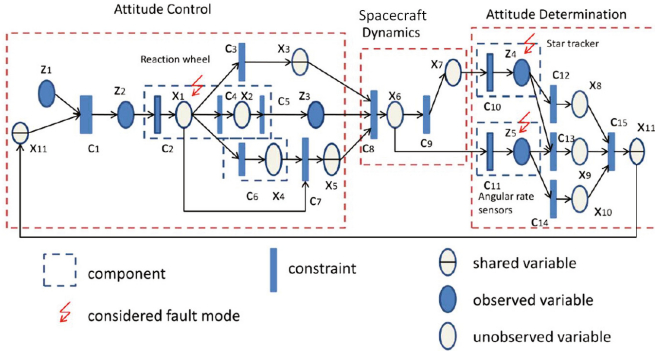 Attitude Control
Spacecraft
Dynamics
Attitude Determination
Z1
Z2
Reaction wheel
X1
C3
X3
C4
X2
C5
Z3
X6
X7
Z4
Star tracker
C12
X8
C10
X11
C1
C2
C8
C9
Z5
C13
C15
X11
C6
X4
C7
X5
C11
X9
Angular rate
sensors
C14
X10
component
constraint
shared variable
considered fault mode
observed variable
unobserved variable